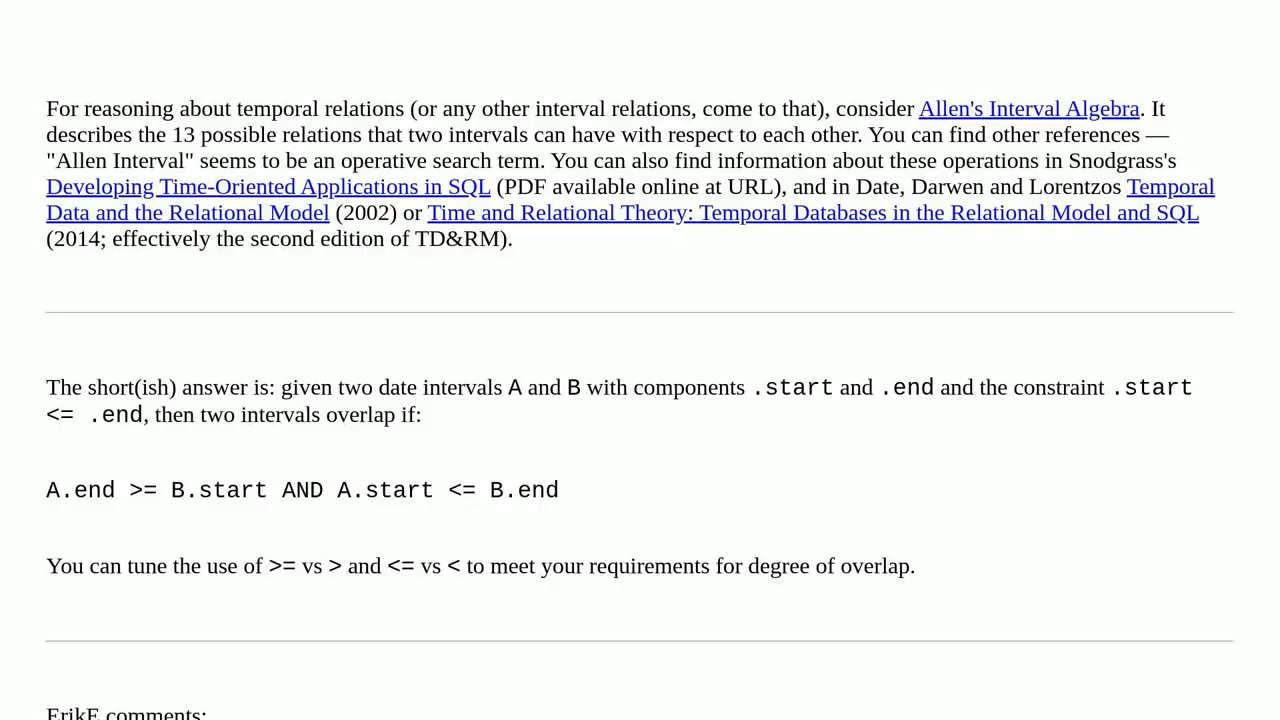 For reasoning about temporal relations (or any other interval relations, come to that), consider Allen's Interval Algebra. It
describes the 13 possible relations that two intervals can have with respect to each other. You can find other references —
"Allen Interval" seems to be an operative search term. You can also find information about these operations in Snodgrass's
Developing Time-Oriented Applications in SQL (PDF available online at URL), and in Date, Darwen and Lorentzos Temporal
Data and the Relational Model (2002) or Time and Relational Theory: Temporal Databases in the Relational Model and SQL
(2014; effectively the second edition of TD&RM).
The short(ish) answer is: given two date intervals A and B with components .start and .end and the constraint .start
<= .end, then two intervals overlap if:
A.end >= B.start AND A.start <= B.end
You can tune the use of >= vs > and <= vs < to meet your requirements for degree of overlap.
ErikE comments: